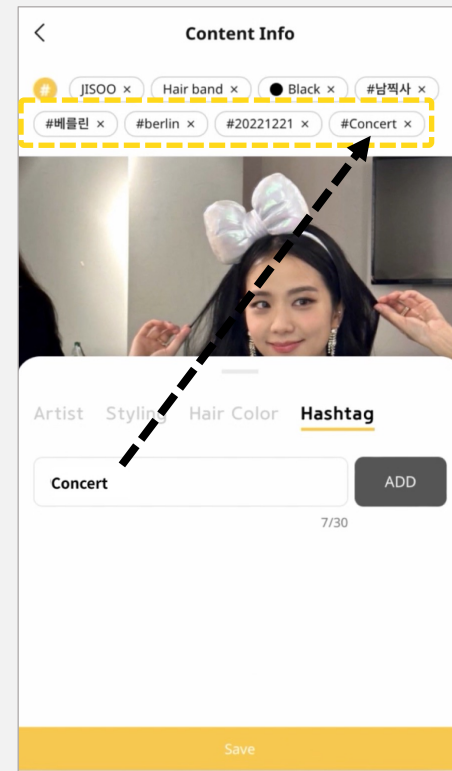 Content Info
# JISOO × Hair band × Black × #남찍사 ×
#베를린 × #berlin × #20221221 × #Concert ×
Artist Styling Hair Color Hashtag
Concert ADD
7/30
Save